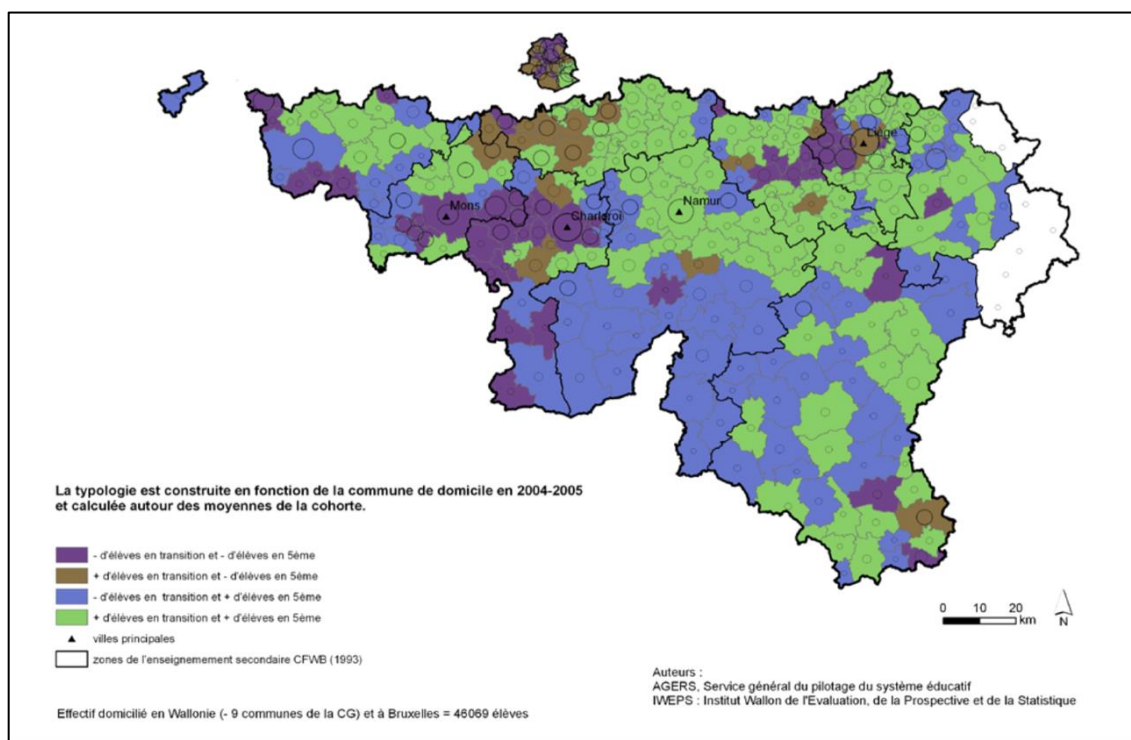 Liège
Mons
Charleroi
Namur
La typologie est construite en fonction de la commune de domicile en 2004-2005
et calculée autour des moyennes de la cohorte.
- d'élèves en transition et - d'élèves en 5ème
+ d'élèves en transition et - d'élèves en 5ème
- d'élèves en transition et + d'élèves en 5ème
+ d'élèves en transition et + d'élèves en 5ème
villes principales
zones de l'enseignemement secondaire CFWB (1993)
0 10 20
km
N
Auteurs :
AGERS, Service général du pilotage du système éducatif
IWEPS : Institut Wallon de l'Evaluation, de la Prospective et de la Statistique
Effectif domicilié en Wallonie (- 9 communes de la CG) et à Bruxelles = 46069 élèves